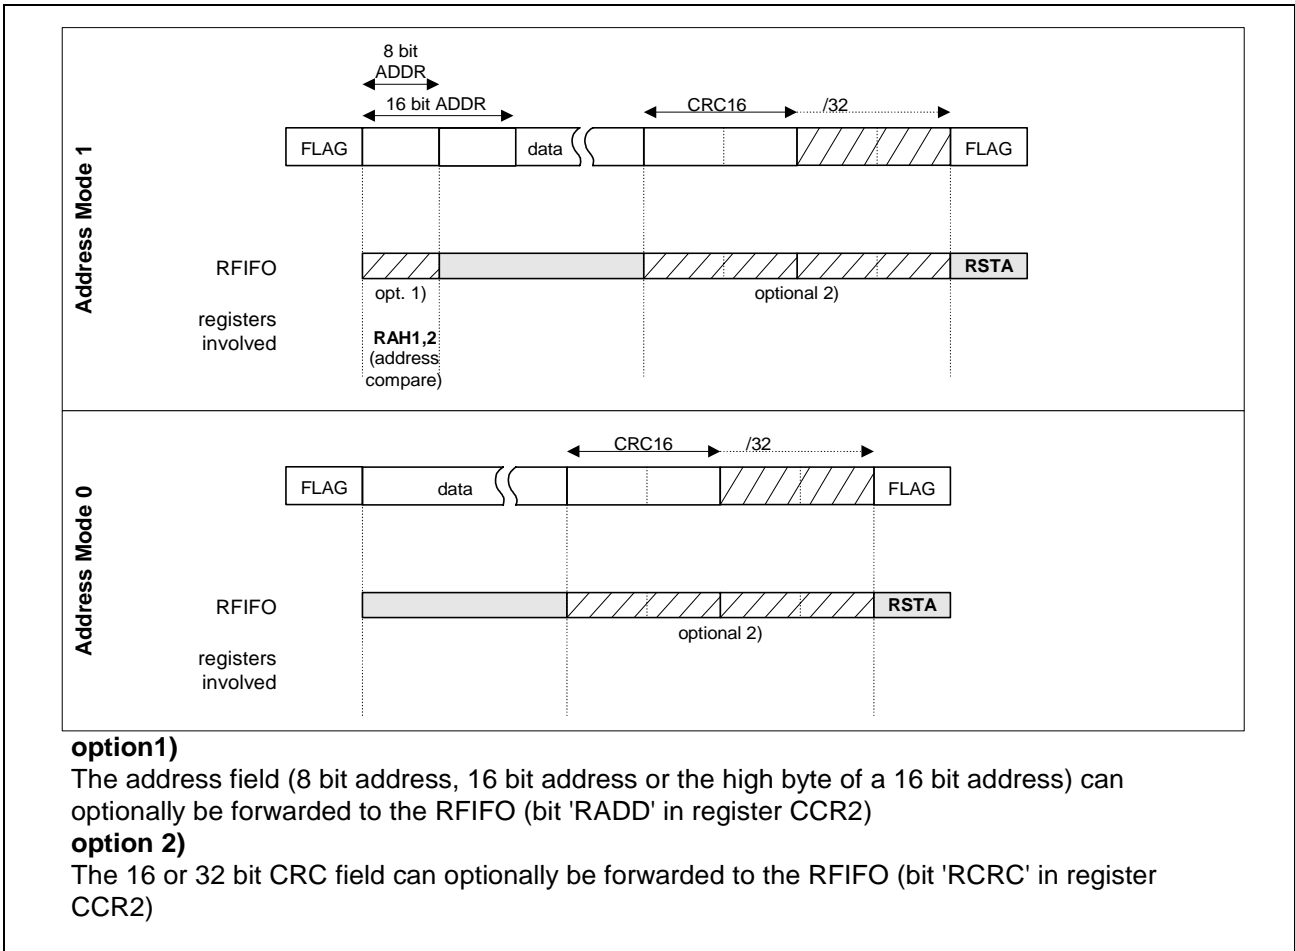 8 bit
ADDR
16 bit ADDR
CRC16 /32
FLAG data FLAG
Address Mode 1
RFIFO RSTA
opt. 1) optional 2)
registers
involved
RAH1,2
(address
compare)
CRC16 /32
FLAG data FLAG
Address Mode 0
RFIFO RSTA
optional 2)
registers
involved
option1)
The address field (8 bit address, 16 bit address or the high byte of a 16 bit address) can
optionally be forwarded to the RFIFO (bit 'RADD' in register CCR2)
option 2)
The 16 or 32 bit CRC field can optionally be forwarded to the RFIFO (bit 'RCRC' in register
CCR2)